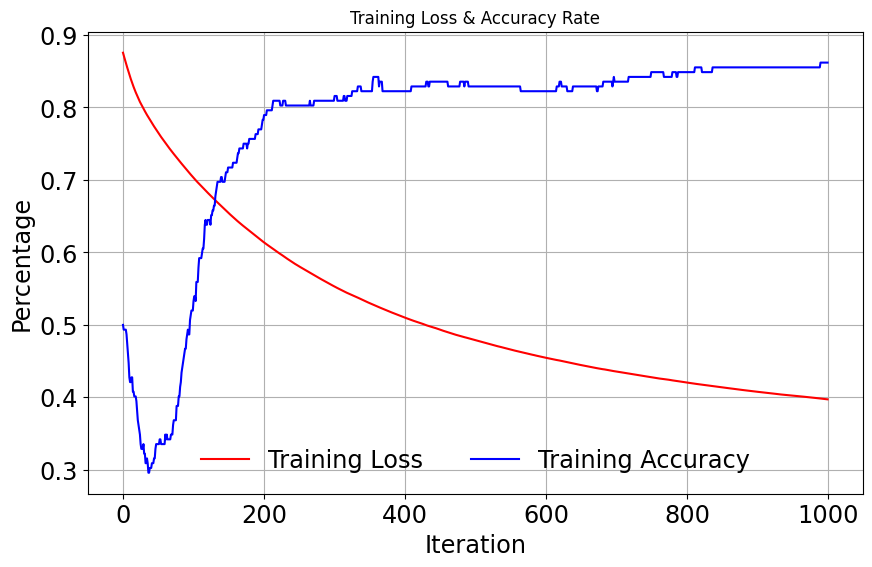 Training Loss & Accuracy Rate
0.9
0.8
0.7
0.6
0.5
0.4
0.3
Percentage
Training Loss
Training Accuracy
0 200 400 600 800 1000
Iteration